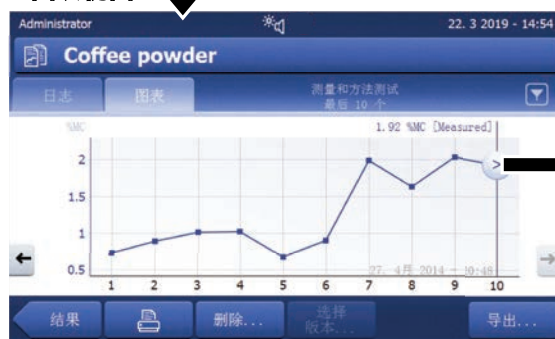 Administrator
22. 3 2019 - 14:54
Coffee powder
日志
图表
测量和方法测试
最后 10 个
%MC
1.92 %MC [Measured]
2
1.5
1
0.5
27. 4月 2014 - 10:48
1 2 3 4 5 6 7 8 9 10
结果
删除...
选择
版本...
导出...